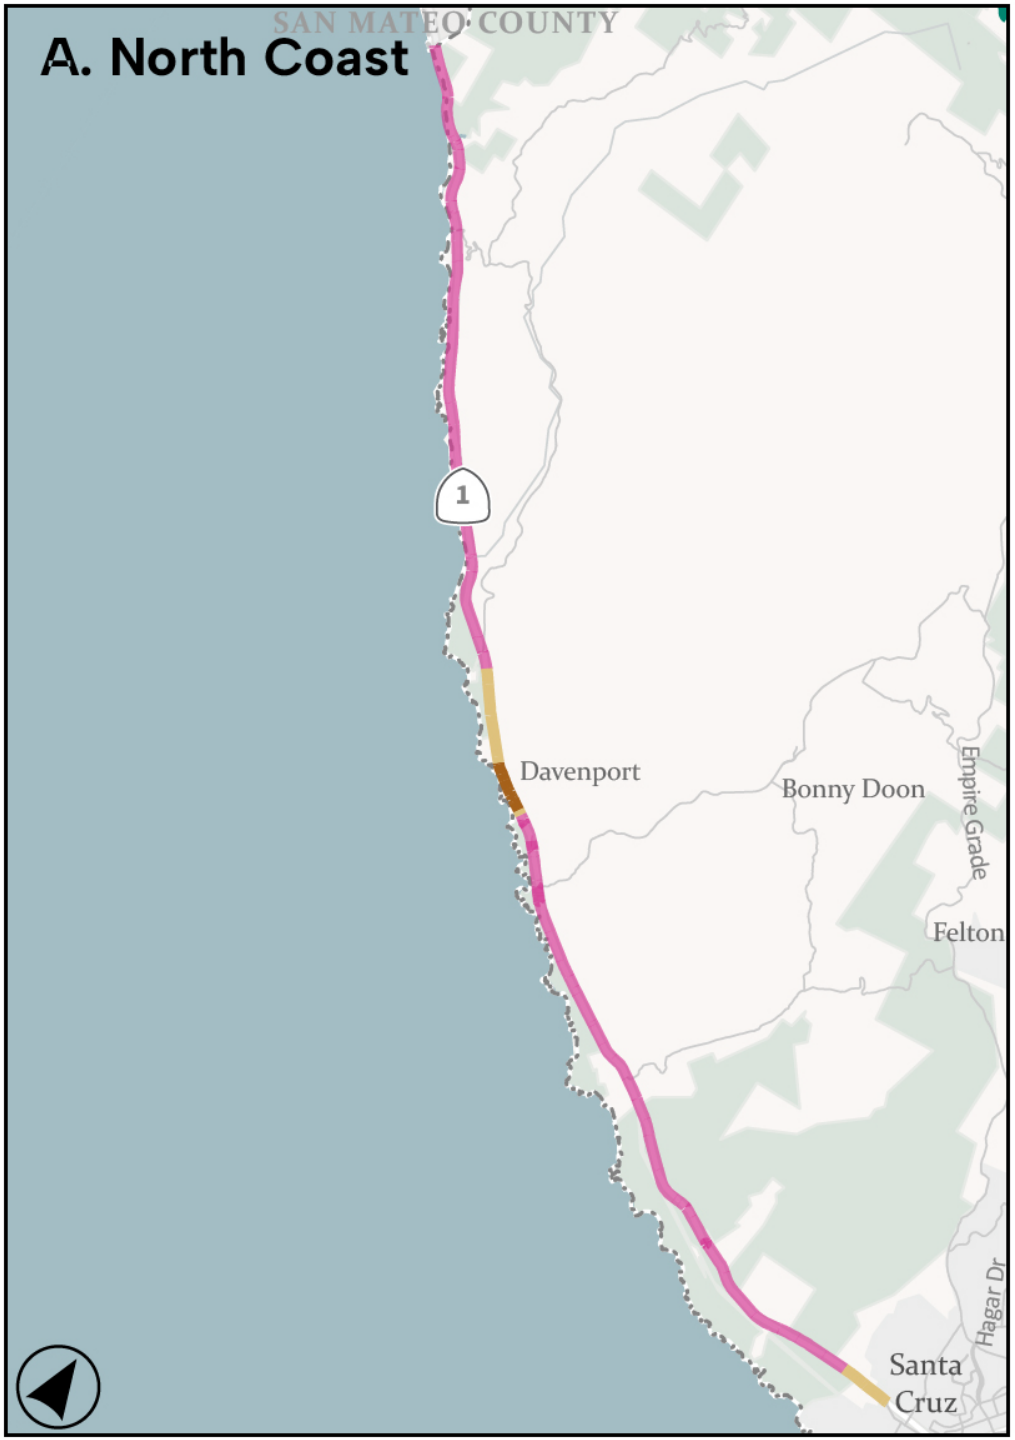 SAN MATEO COUNTY
A. North Coast
1
Davenport
Bonny Doon
Empire Grade
Felton
Hagar Dr
Santa
Cruz